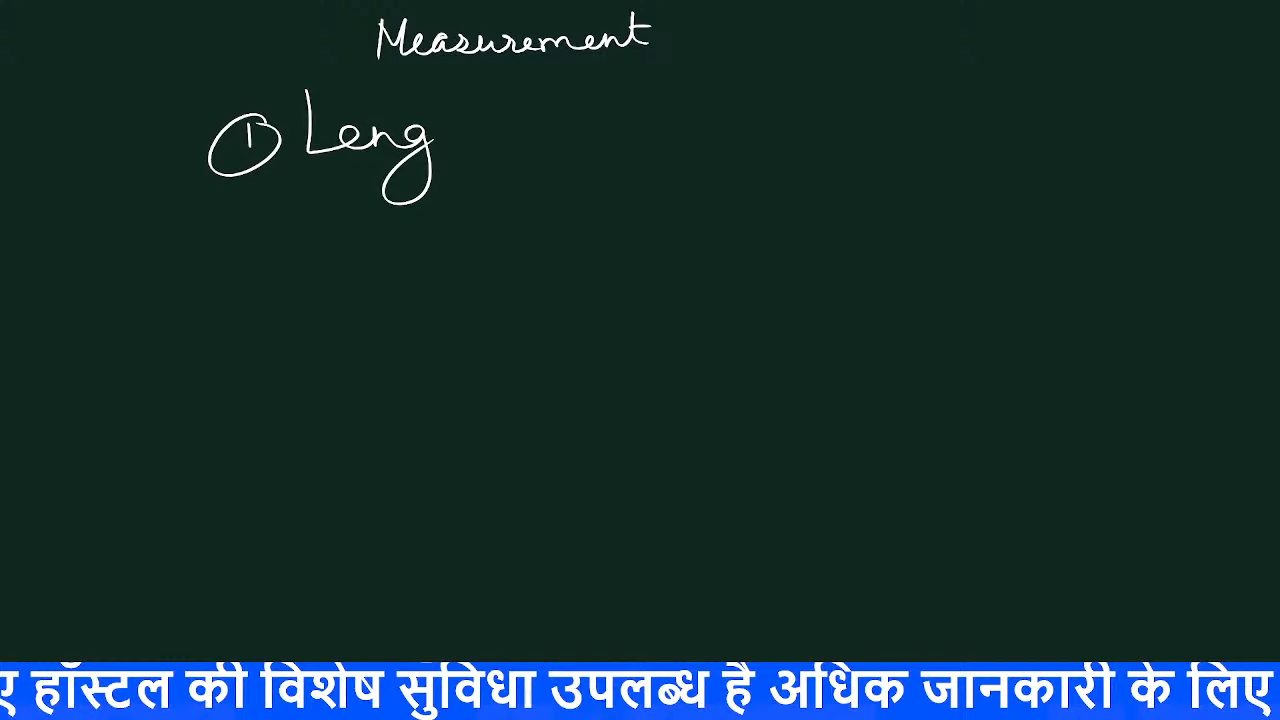 Measurement
① Leng
ए हॉस्टल की विशेष सुविधा उपलब्ध है अधिक जानकारी के लिए